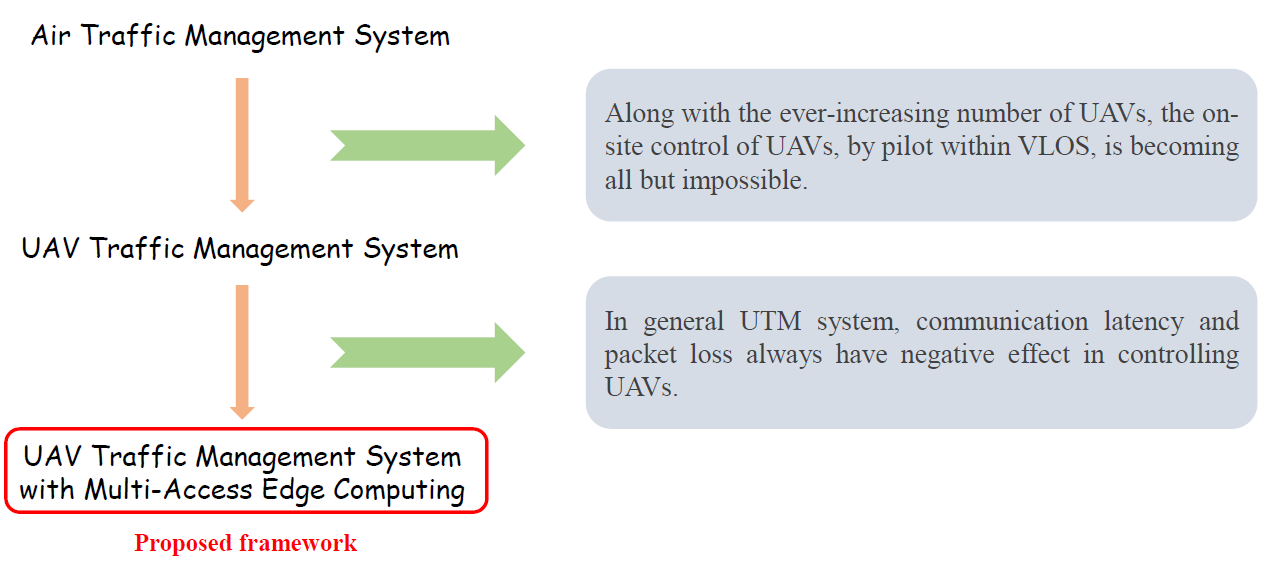 Air Traffic Management System
Along with the ever-increasing number of UAVs, the on-
site control of UAVs, by pilot within VLOS, is becoming
all but impossible.
UAV Traffic Management System
In general UTM system, communication latency and
packet loss always have negative effect in controlling
UAVs.
UAV Traffic Management System
with Multi-Access Edge Computing
Proposed framework